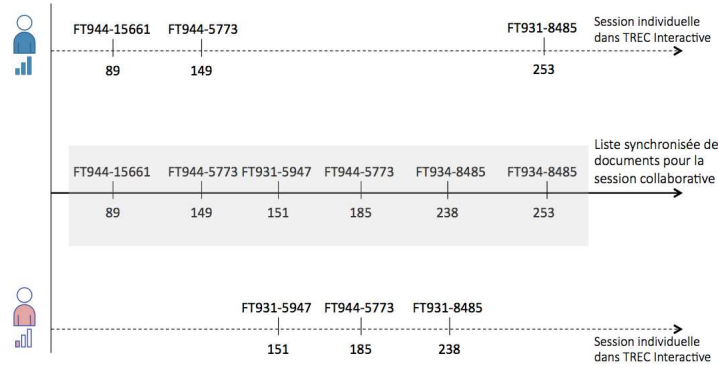 FT944-15661 FT944-5773 FT931-8485
89 149 253
Session individuelle
dans TREC Interactive
Liste synchronisée de
documents pour la
session collaborative
FT944-15661 FT944-5773 FT931-5947 FT944-5773 FT934-8485 FT934-8485
89 149 151 185 238 253
FT931-5947 FT944-5773 FT931-8485
151 185 238
Session individuelle
dans TREC Interactive